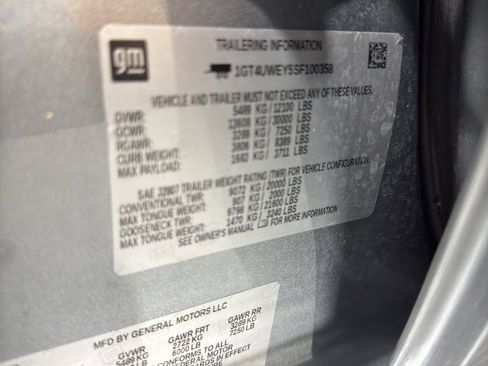 gm
TRAILERING INFORMATION
1GT4UWEY5SF100358
VEHICLE AND TRAILER MUST NOT EXCEED ANY OF THESE WEIGHTS
GVWR: 5489 KG/12100 LBS
GCWR: 13608 KG/30000 LBS
RGAWR: 3289 KG/ 7250 LBS
CURB WEIGHT: 3806 KG/ 8389 LBS
MAX PAYLOAD: 1682 KG/ 3711 LBS
SAE J2807 TRAILER WEIGHT RATING (TWR) FOR VEHICLE CONFIGURATION.
CONVENTIONAL TWR: 9072 KG/20000 LBS
MAX TONGUE WEIGHT: 907 KG/ 2000 LBS
GOOSENECK TWR: 9798 KG/21600 LBS
MAX TONGUE WEIGHT: 1470 KG/ 3240 LBS
SEE OWNER'S MANUAL FOR MORE INFORMATION
MFD BY GENERAL MOTORS LLC
GVWR GAWR FRT GAWR RR
5489 KG 2722 KG 3289 KG
LB 6000 LB 7250 LB
CONFORMS TO ALL
FEDERAL MOTOR
IN EFFECT